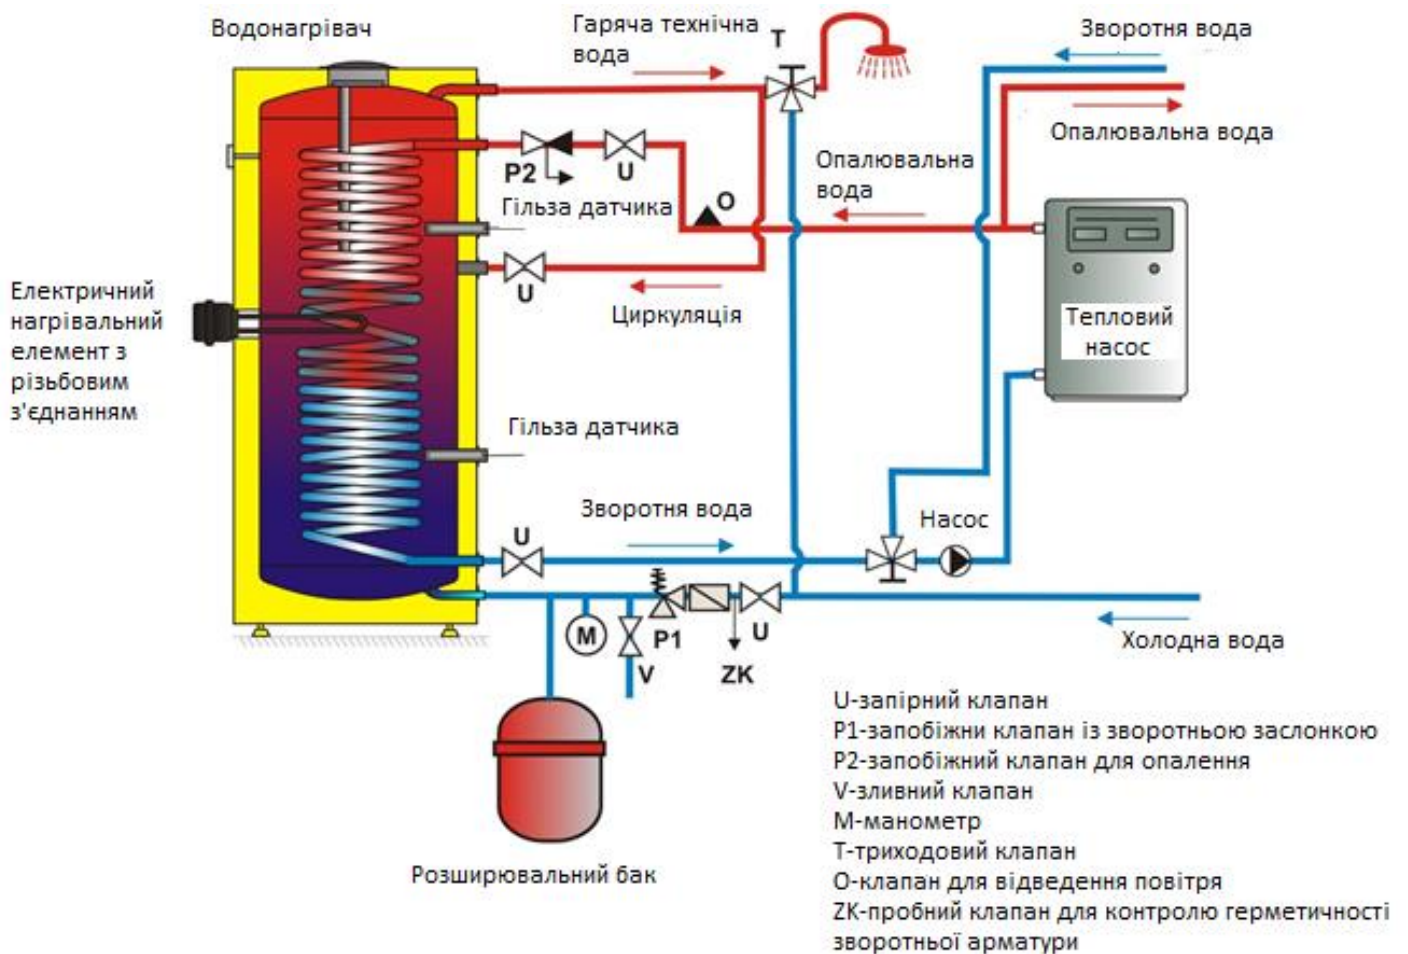 Водонагрівач
Гаряча технічна
вода
T
Зворотня вода
Опалювальна вода
Опалювальна
вода
P2
U
O
Гільза датчика
U
Циркуляція
Електричний
нагрівальний
елемент з
різьбовим
з'єднанням
Тепловий
насос
Гільза датчика
Зворотня вода
Насос
U
M
V
P1
ZK
U
Холодна вода
Розширювальний бак
U-запірний клапан
P1-запобіжни клапан із зворотньою заслонкою
P2-запобіжний клапан для опалення
V-зливний клапан
M-манометр
T-триходовий клапан
O-клапан для відведення повітря
ZK-пробний клапан для контролю герметичності
зворотньої арматури